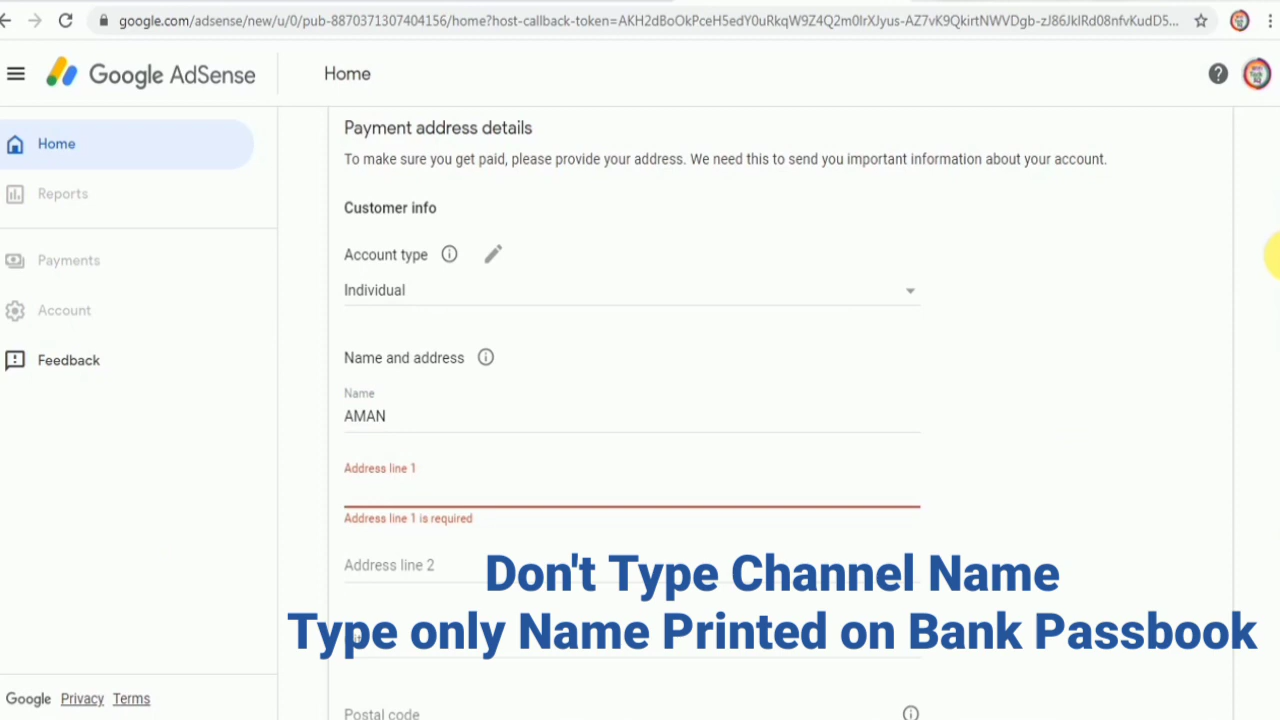 google.com/adsense/new/u/0/pub-8870371307404156/home?host-callback-token=AKH2dBoOkPceH5edY0uRkqW9Z4Q2m0IrXJyus-AZ7vK9QkirtNWVDgb-zJ86JklRd08nfvKudD5...
Google AdSense
Home
Home
Reports
Payments
Account
Feedback
Payment address details
To make sure you get paid, please provide your address. We need this to send you important information about your account.
Customer info
Account type
Individual
Name and address
Name
AMAN
Address line 1
Address line 1 is required
Address line 2
Don't Type Channel Name
Type only Name Printed on Bank Passbook
Postal code
Google Privacy Terms